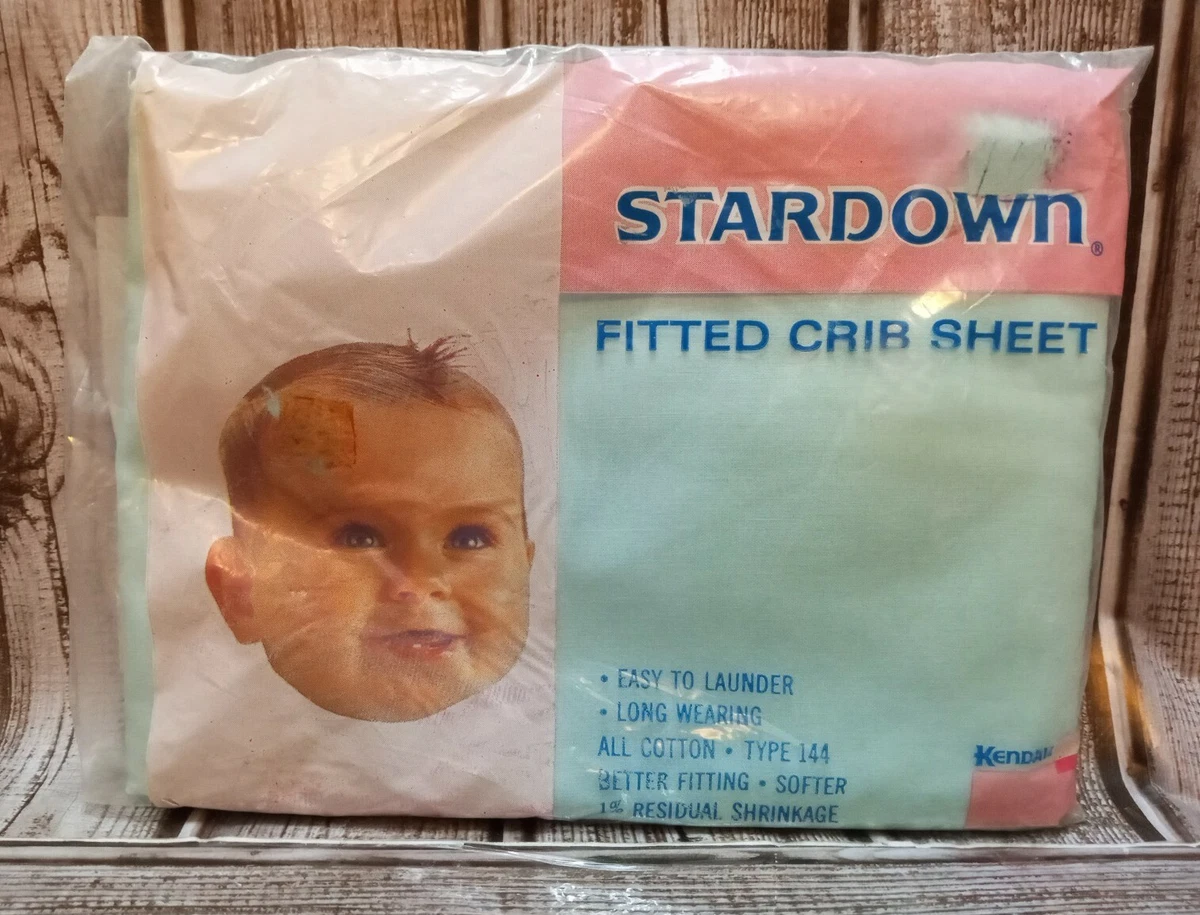 STARDOWN®
FITTED CRIB SHEET
• EASY TO LAUNDER
• LONG WEARING
ALL COTTON • TYPE 144
BETTER FITTING • SOFTER
1% RESIDUAL SHRINKAGE
KENDALL